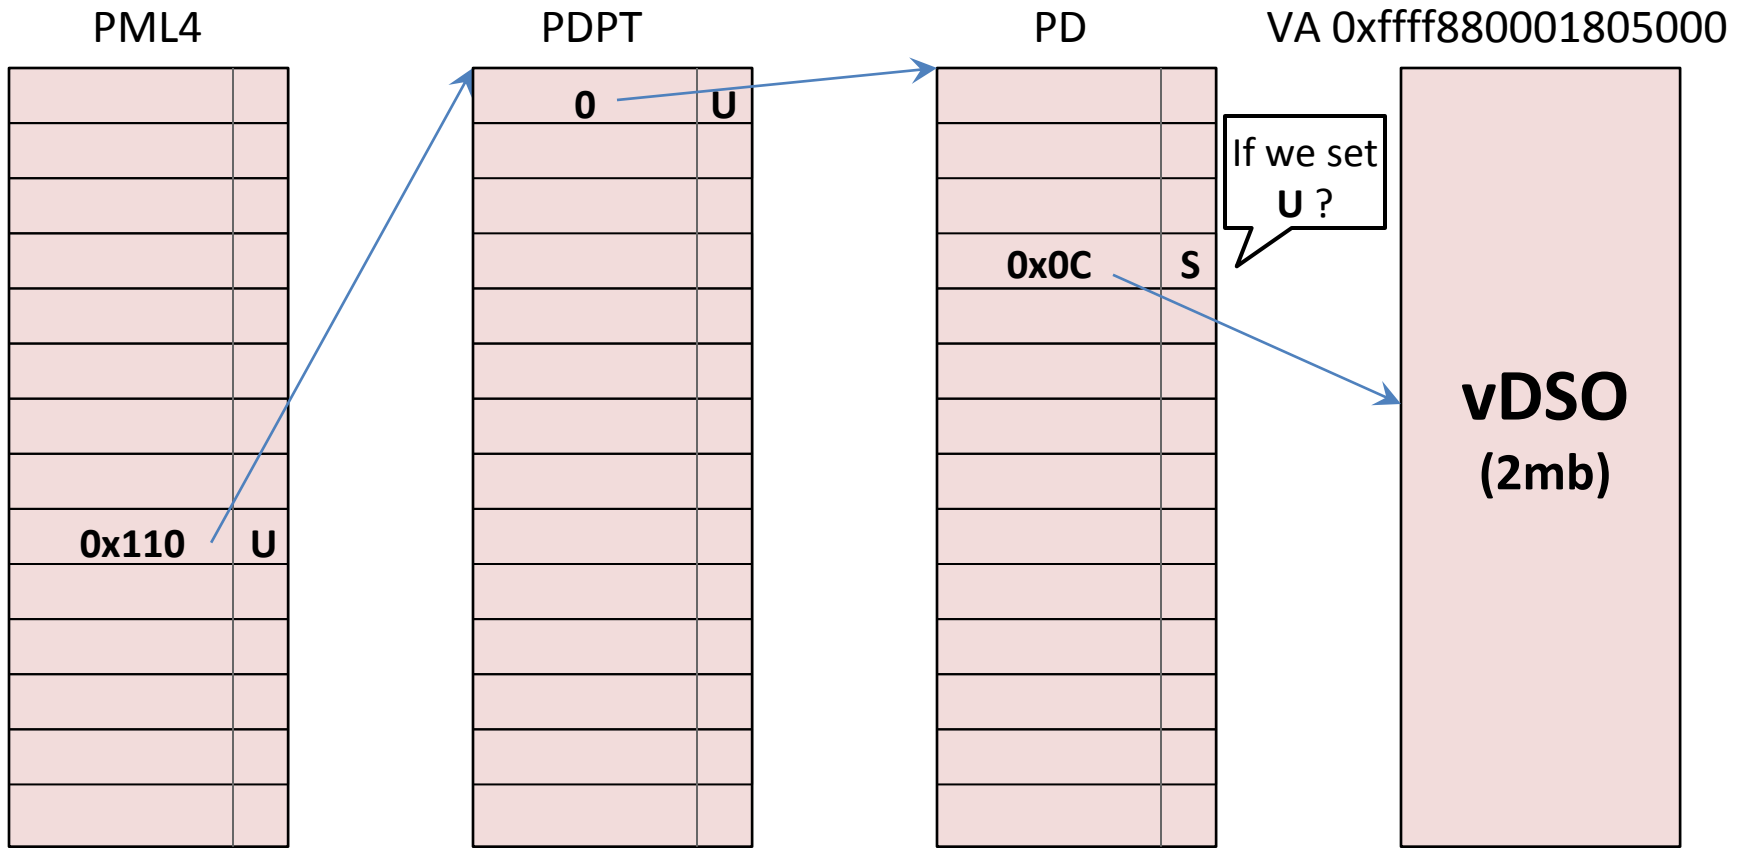 PML4
PDPT
PD
VA 0xffff880001805000
0 U
If we set
U ?
0x0C S
vDSO
(2mb)
0x110 U